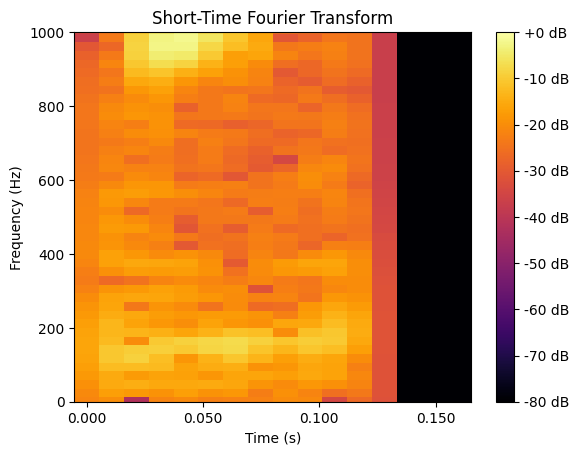 Short-Time Fourier Transform
1000
800
600
400
200
0
Frequency (Hz)
0.000
0.050
0.100
0.150
Time (s)
+0 dB
-10 dB
-20 dB
-30 dB
-40 dB
-50 dB
-60 dB
-70 dB
-80 dB